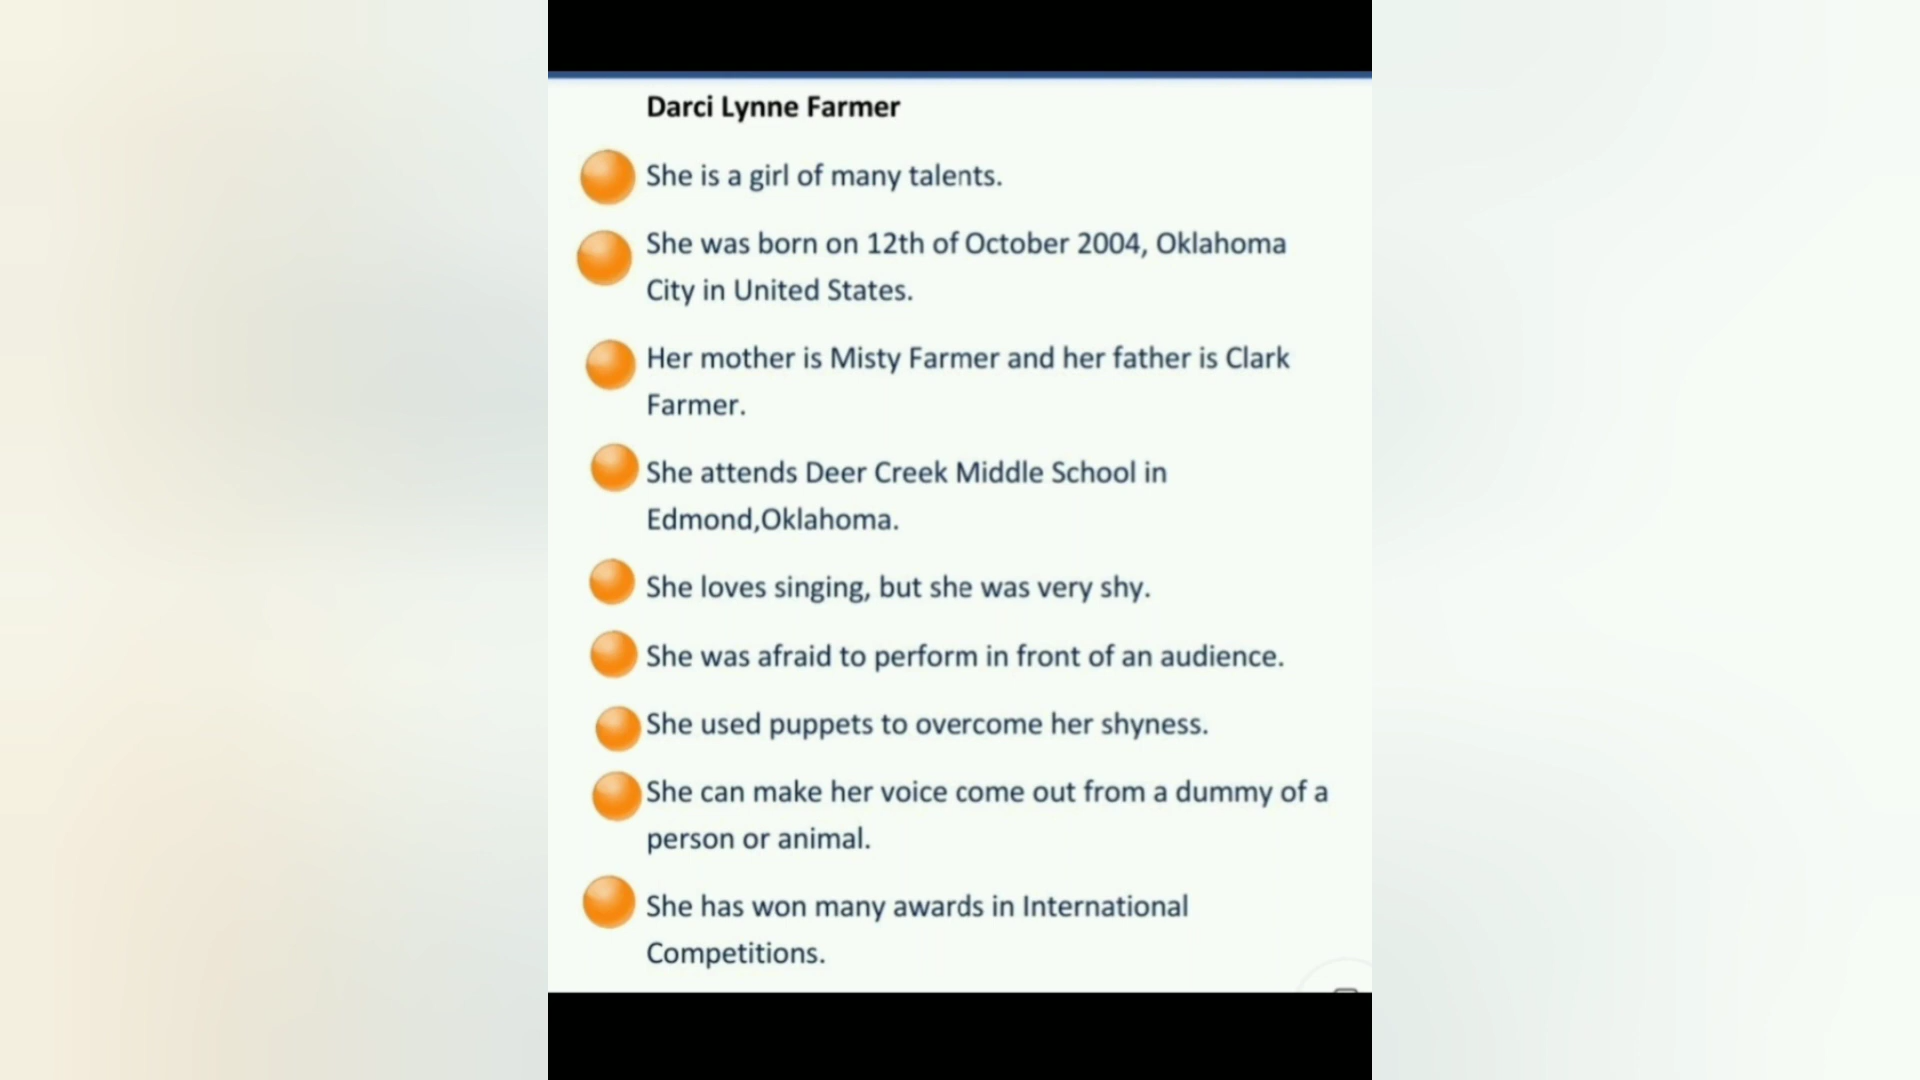 Darci Lynne Farmer
She is a girl of many talents.
She was born on 12th of October 2004, Oklahoma
City in United States.
Her mother is Misty Farmer and her father is Clark
Farmer.
She attends Deer Creek Middle School in
Edmond,Oklahoma.
She loves singing, but she was very shy.
She was afraid to perform in front of an audience.
She used puppets to overcome her shyness.
She can make her voice come out from a dummy of a
person or animal.
She has won many awards in International
Competitions.